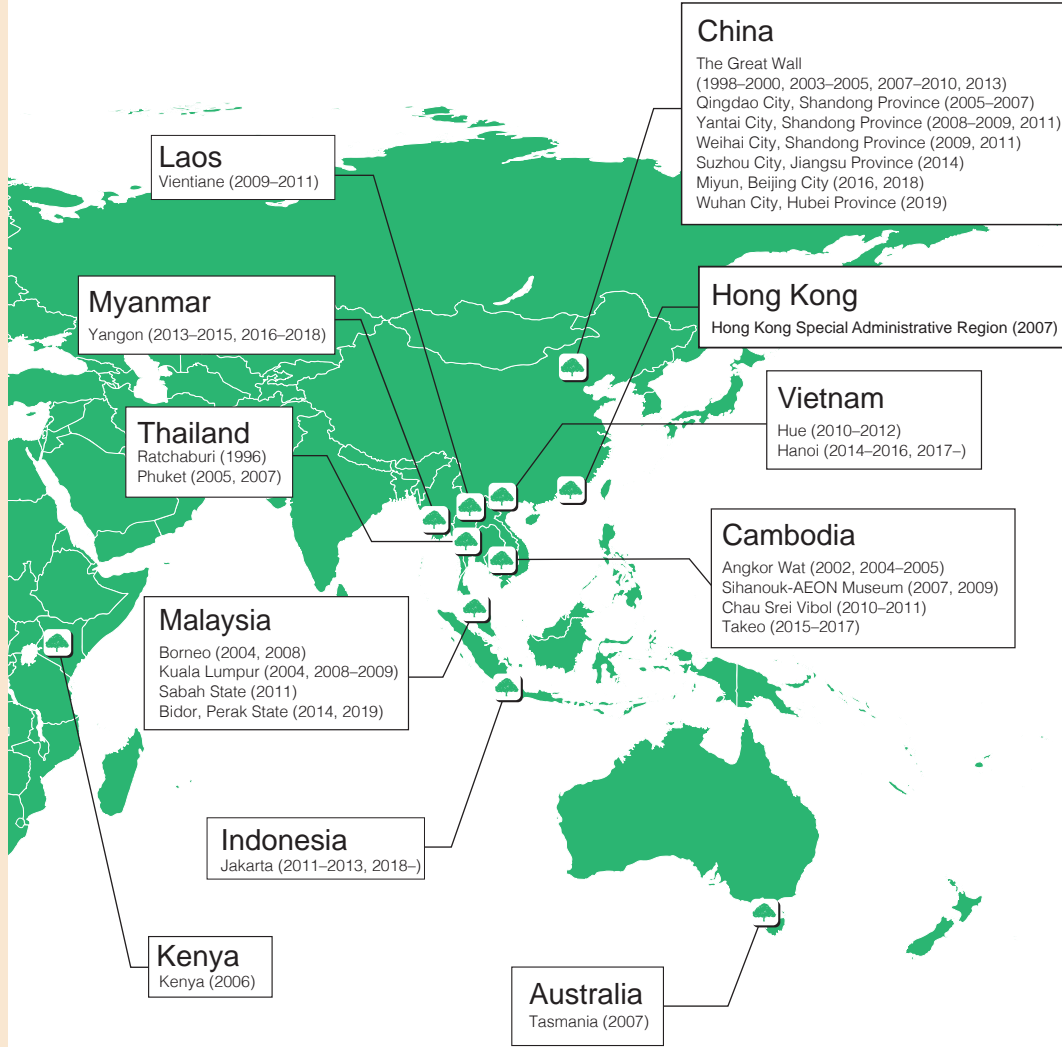 China
The Great Wall
(1998–2000, 2003–2005, 2007–2010, 2013)
Qingdao City, Shandong Province (2005–2007)
Yantai City, Shandong Province (2008–2009, 2011)
Weihai City, Shandong Province (2009, 2011)
Suzhou City, Jiangsu Province (2014)
Miyun, Beijing City (2016, 2018)
Wuhan City, Hubei Province (2019)
Laos
Vientiane (2009–2011)
Myanmar
Yangon (2013–2015, 2016–2018)
Hong Kong
Hong Kong Special Administrative Region (2007)
Vietnam
Hue (2010–2012)
Hanoi (2014–2016, 2017–)
Thailand
Ratchaburi (1996)
Phuket (2005, 2007)
Cambodia
Angkor Wat (2002, 2004–2005)
Sihanouk-AEON Museum (2007, 2009)
Chau Srei Vibol (2010–2011)
Takeo (2015–2017)
Malaysia
Borneo (2004, 2008)
Kuala Lumpur (2004, 2008–2009)
Sabah State (2011)
Bidor, Perak State (2014, 2019)
Indonesia
Jakarta (2011–2013, 2018–)
Kenya
Kenya (2006)
Australia
Tasmania (2007)